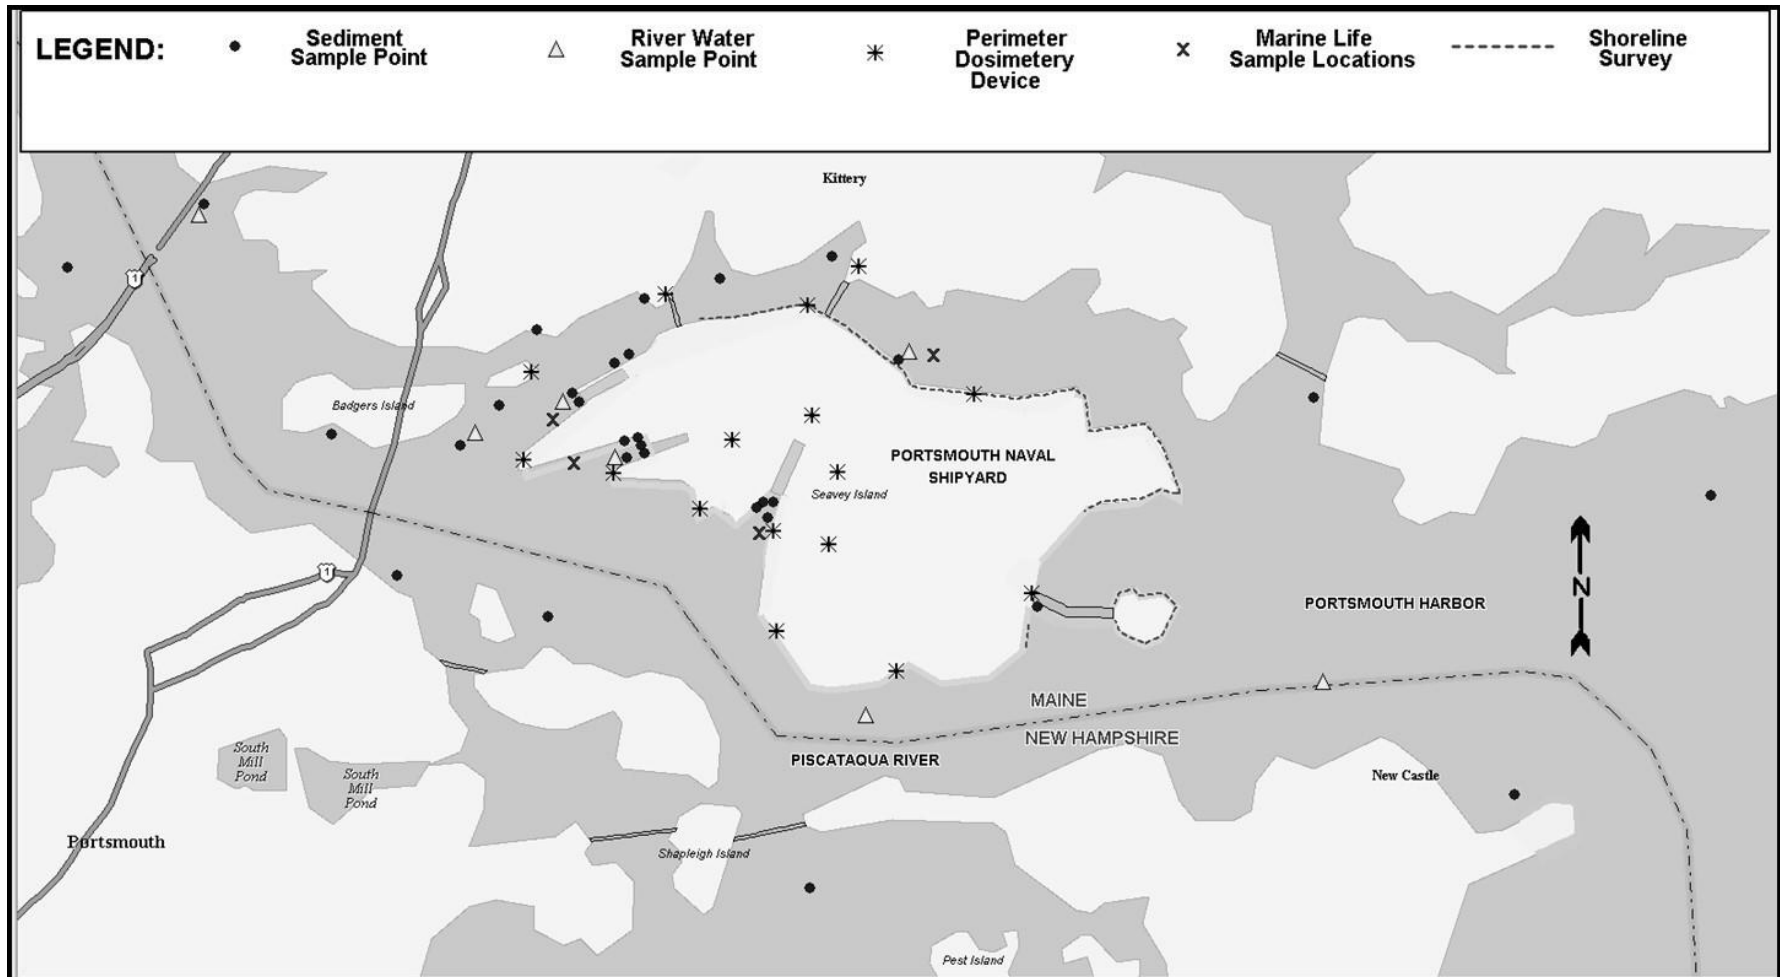 LEGEND:
Sediment
Sample Point
River Water
Sample Point
Perimeter
Dosimetery
Device
Marine Life
Sample Locations
Shoreline
Survey
Kittery
1
Badgers Island
PORTSMOUTH NAVAL
SHIPYARD
Seavey Island
1
N
PORTSMOUTH HARBOR
MAINE
NEW HAMPSHIRE
PISCATAQUA RIVER
South
Mill
Pond
South
Mill
Pond
New Castle
Portsmouth
Shapleigh Island
Pest Island